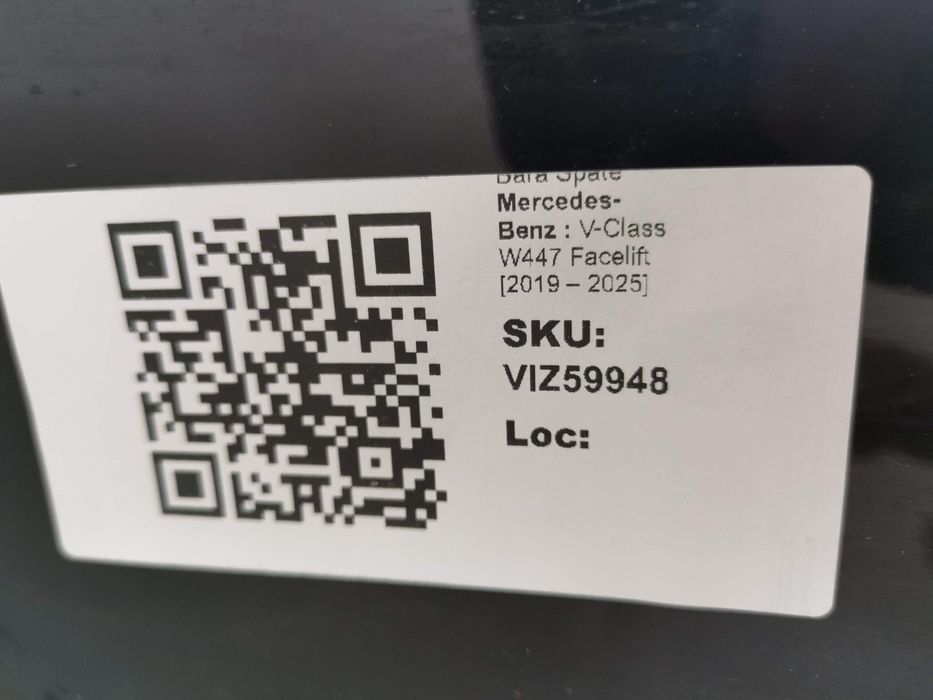 Bara Spate
Mercedes-
Benz : V-Class
W447 Facelift
[2019 – 2025]
SKU:
VIZ59948
Loc: